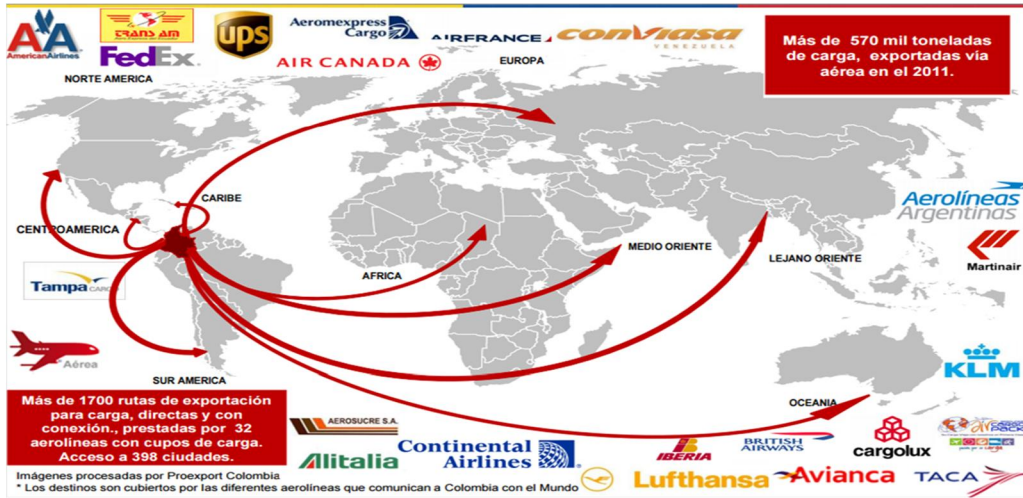 AA
AmericanAirlines
TRANS AM
FedEx.
ups
Aeromexpress
Cargo
AIRFRANCE
conviasa
VENEZUELA
AIR CANADA
NORTE AMERICA
EUROPA
Más de 570 mil toneladas
de carga, exportadas vía
aérea en el 2011.
CARIBE
CENTROAMERICA
Aerolíneas
Argentinas
MEDIO ORIENTE
LEJANO ORIENTE
Martinair
AFRICA
Tampa CARGO
Aérea
SUR AMERICA
KLM
OCEANIA
Más de 1700 rutas de exportación
para carga, directas y con
conexión., prestadas por 32
aerolíneas con cupos de carga.
Acceso a 398 ciudades.
AEROSUCRE S.A.
Alitalia
Continental
Airlines
IBERIA
BRITISH
AIRWAYS
cargolux
Imágenes procesadas por Proexport Colombia
* Los destinos son cubiertos por las diferentes aerolíneas que comunican a Colombia con el Mundo
Lufthansa
Avianca
TACA